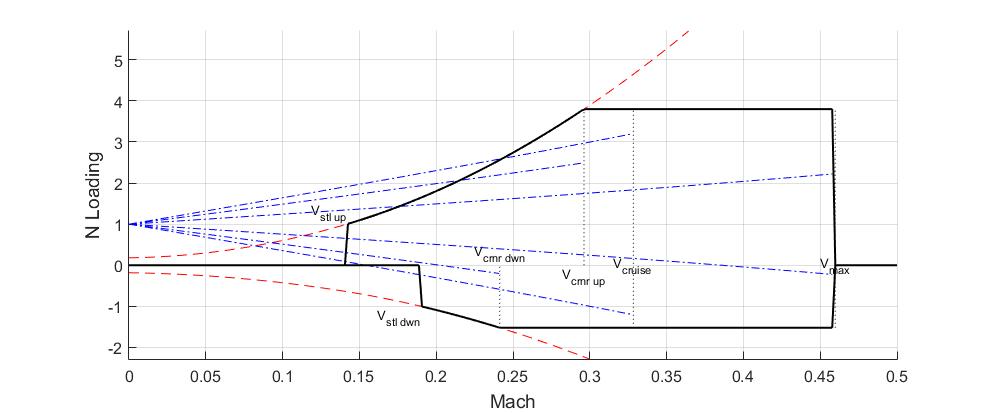 5
4
3
2
1
0
-1
-2
N Loading
V stl up
V crnr dwn
V crnr up
V cruise
V max
V stl dwn
0 0.05 0.1 0.15 0.2 0.25 0.3 0.35 0.4 0.45 0.5
Mach